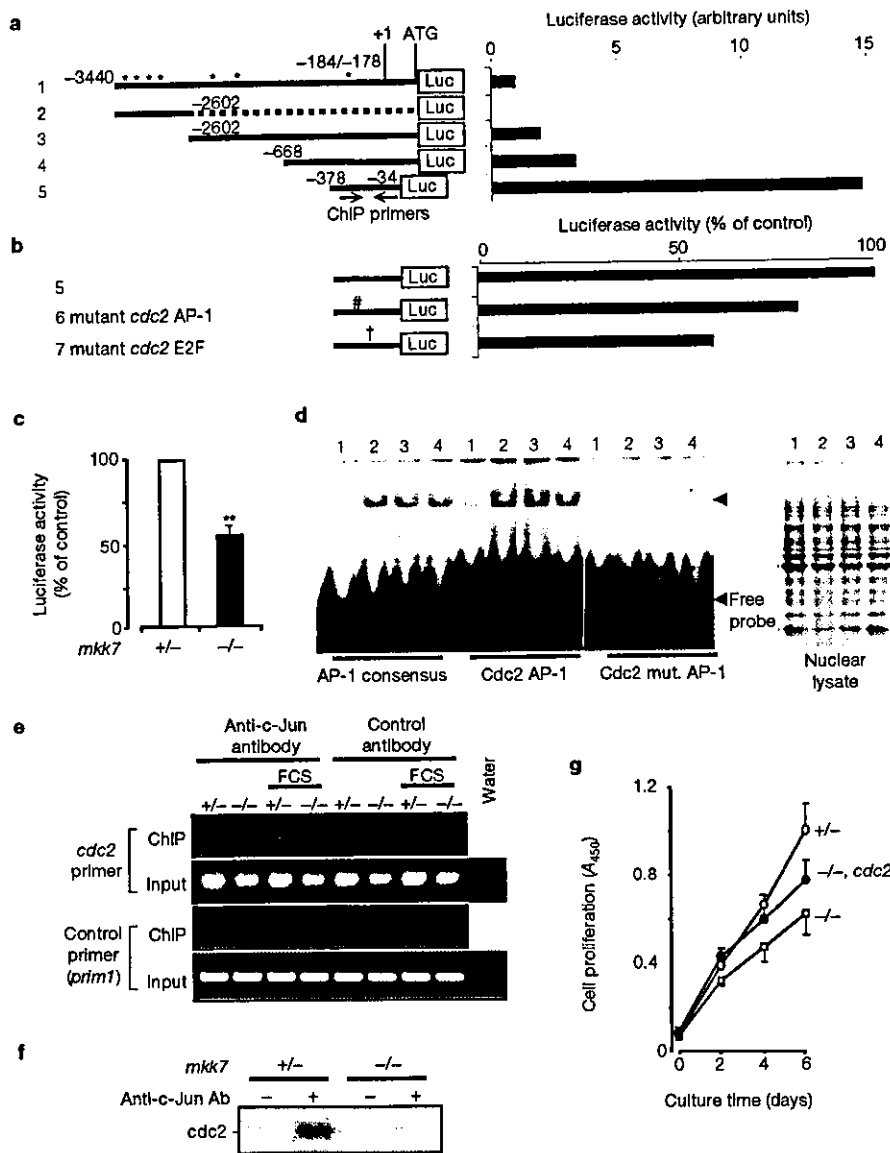 a
Luciferase activity (arbitrary units)
0 5 10 15
+1 ATG
−184/−178
1 −3440 * * * * * * * Luc
2 −2602 Luc
3 −2602 Luc
4 −668 Luc
5 −378 −34 Luc
ChIP primers
b
Luciferase activity (% of control)
0 50 100
5 Luc
6 mutant cdc2 AP-1 # Luc
7 mutant cdc2 E2F † Luc
c
Luciferase activity
(% of control)
100
50
0
**
mkk7 +/− −/−
d
1 2 3 4 1 2 3 4 1 2 3 4 1 2 3 4
Free
probe
AP-1 consensus Cdc2 AP-1 Cdc2 mut. AP-1
Nuclear
lysate
e
Anti-c-Jun
antibody
Control
antibody
FCS FCS
Water
+/− −/− +/− −/− +/− −/− +/− −/−
cdc2
primer
ChIP
Input
Control
primer
(prim1)
ChIP
Input
f
mkk7 +/− −/−
Anti-c-Jun Ab − + − +
cdc2
g
Cell proliferation (A450)
1.2
0.8
0.4
0
+/−
−/−, cdc2
−/−
0 2 4 6
Culture time (days)